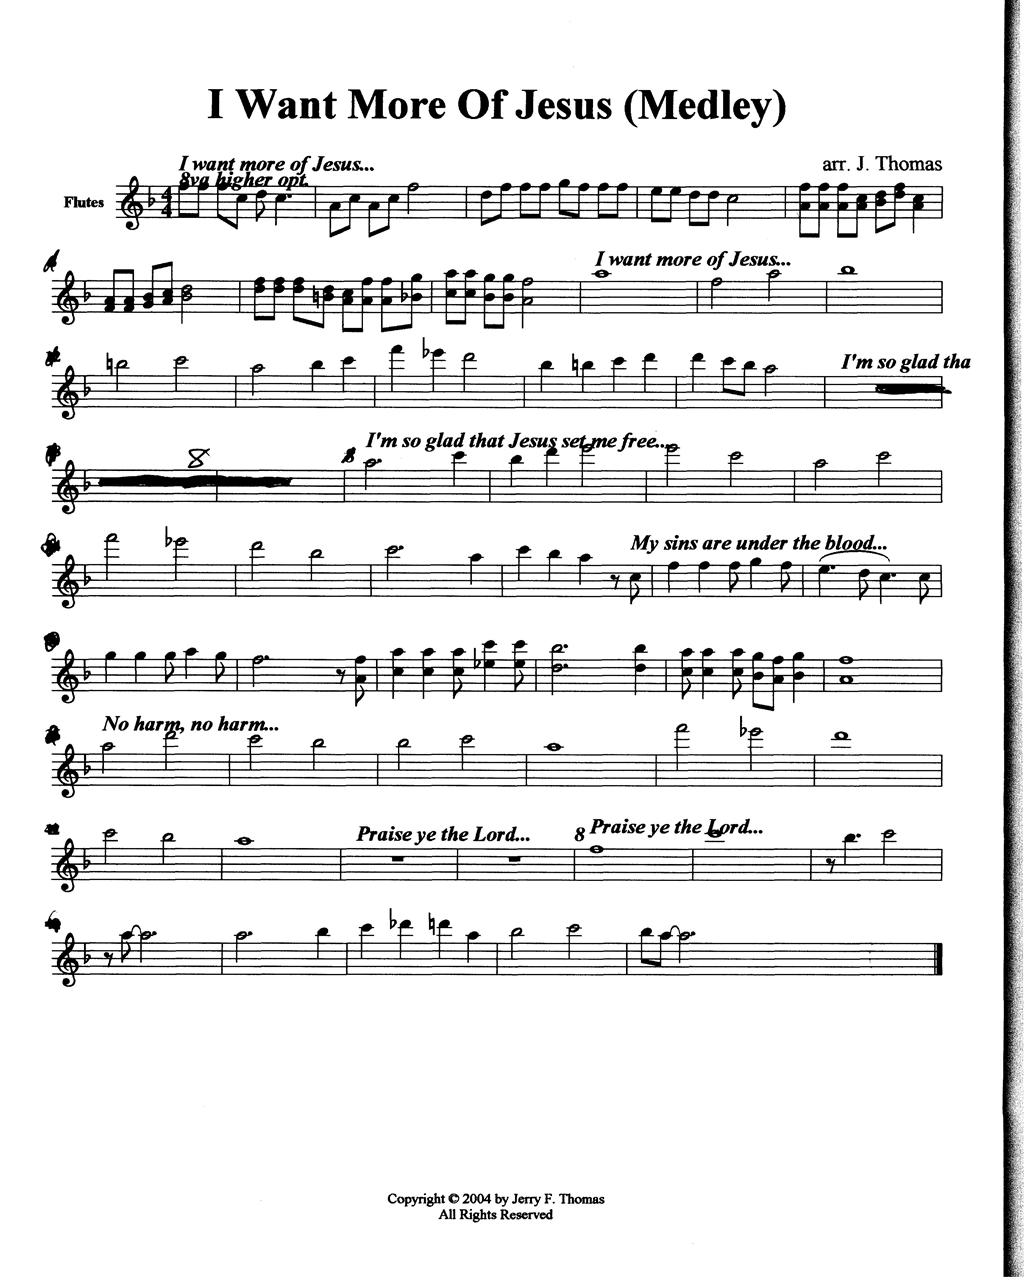 I Want More Of Jesus (Medley)
I want more of Jesus...
arr. J. Thomas
8va higher opt.
Flutes
4
4
I want more of Jesus...
I'm so glad tha
8
8
I'm so glad that Jesus set me free...
My sins are under the blood...
No harm, no harm...
Praise ye the Lord...
8
Praise ye the Lord...
Copyright © 2004 by Jerry F. Thomas
All Rights Reserved